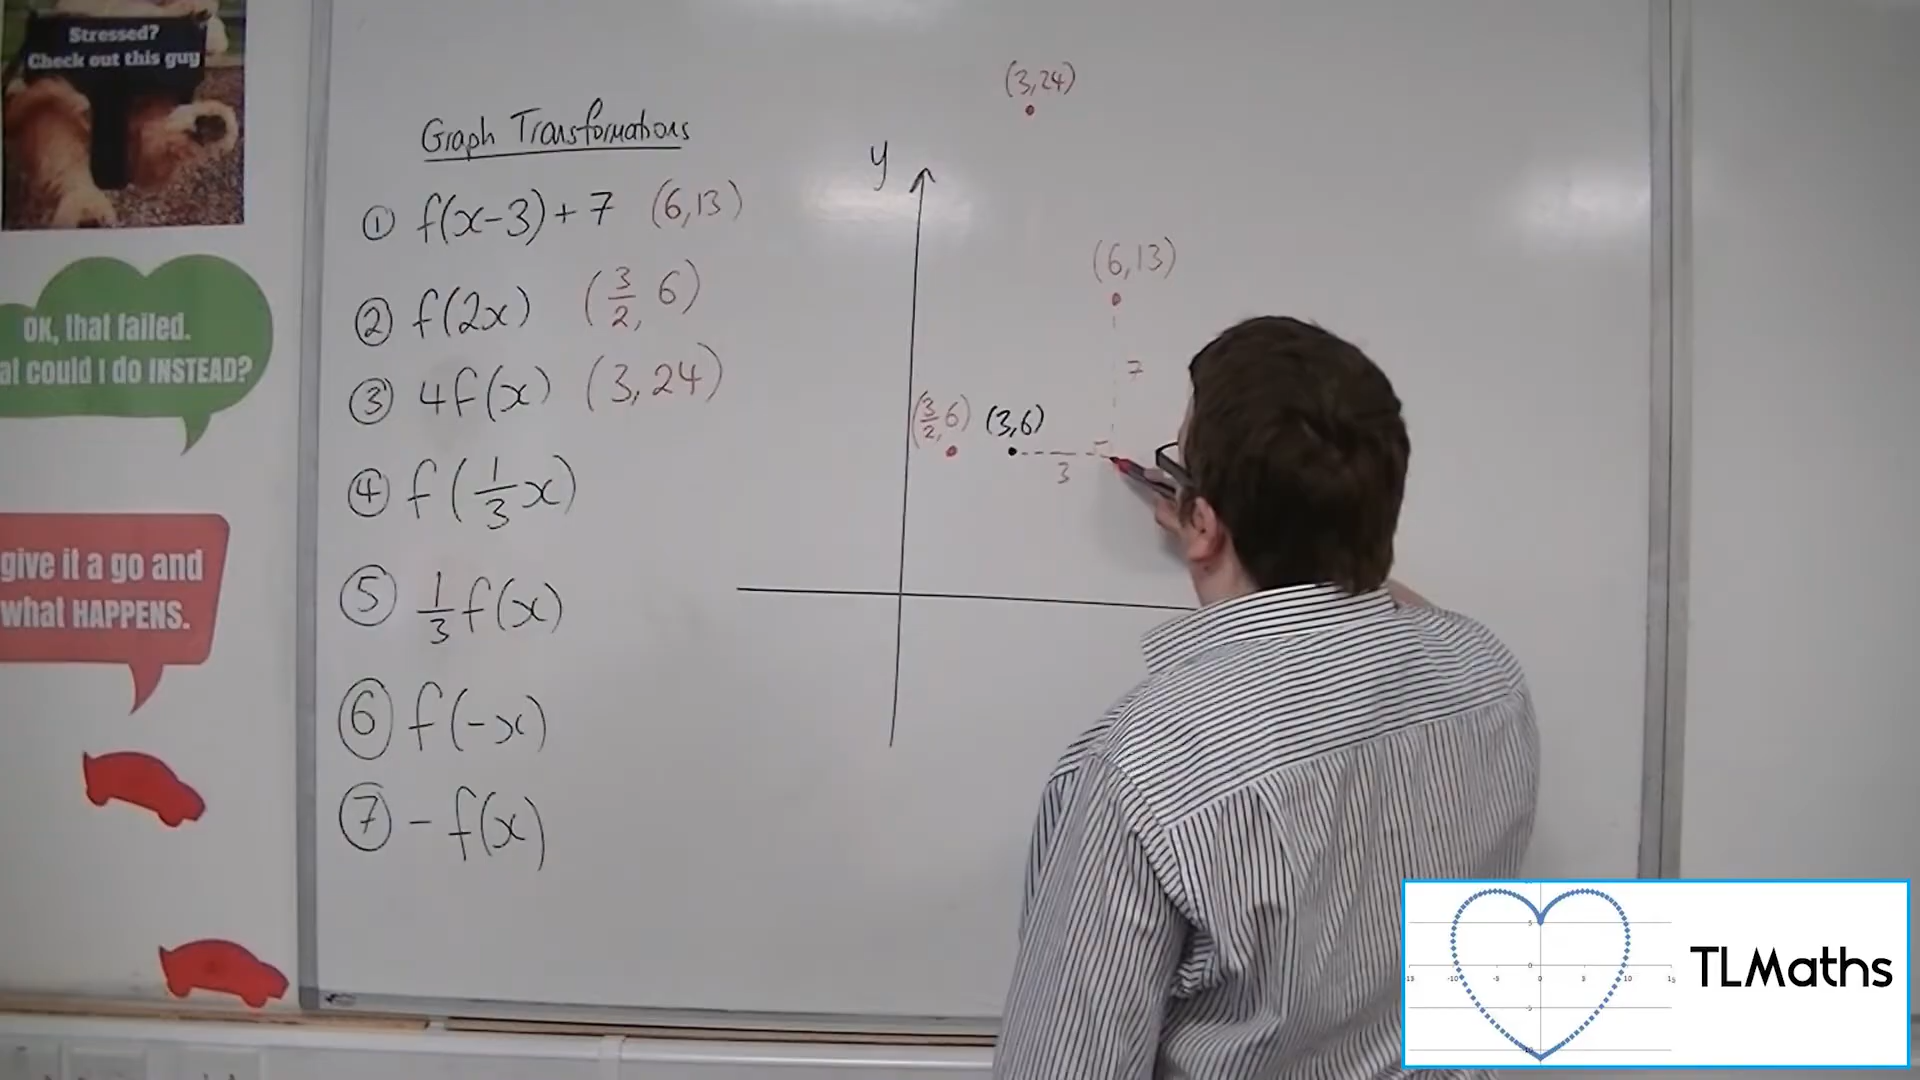 Stressed?
Check out this guy
OK, that failed.
at could I do INSTEAD?
give it a go and
what HAPPENS.
Graph Transformations
① f(x-3)+7 (6,13)
② f(2x) (3/2, 6)
③ 4f(x) (3,24)
④ f(1/3 x)
⑤ 1/3 f(x)
⑥ f(-x)
⑦ - f(x)
(3,24)
y
(6,13)
7
(3/2, 6) (3,6)
3
TLMaths